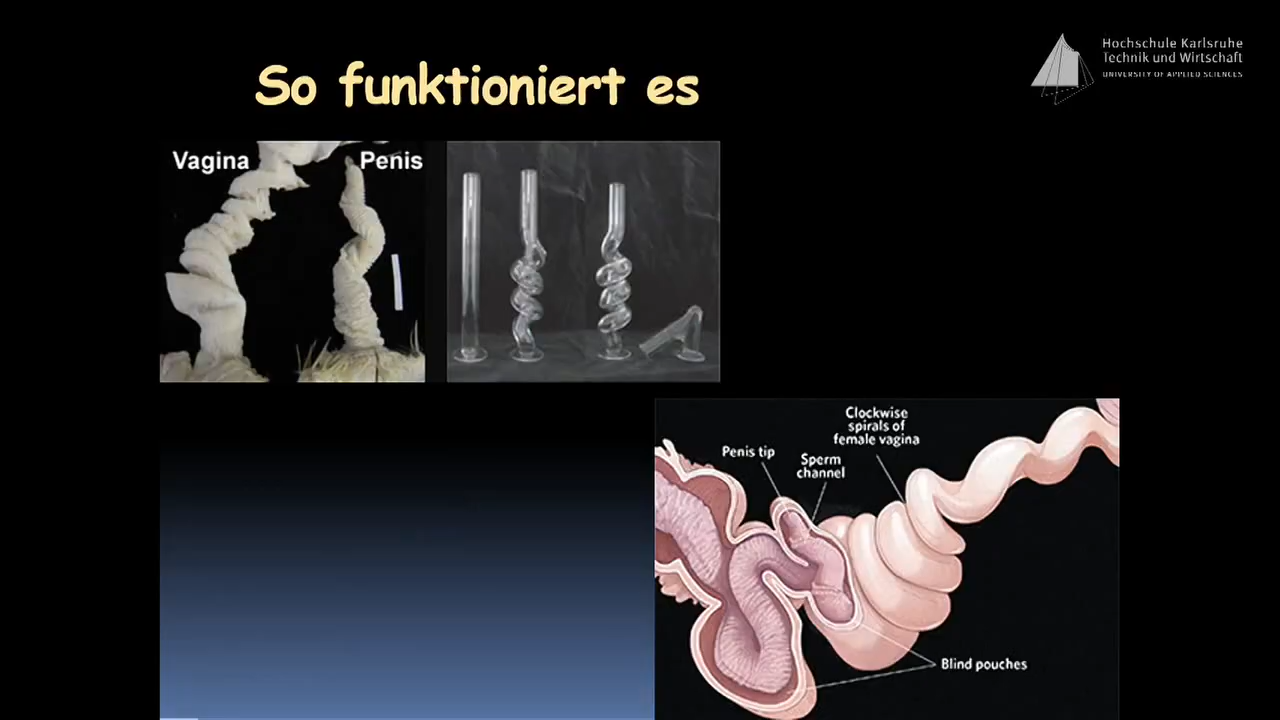 Hochschule Karlsruhe
Technik und Wirtschaft
UNIVERSITY OF APPLIED SCIENCES
So funktioniert es
Vagina
Penis
Clockwise
spirals of
female vagina
Penis tip
Sperm
channel
Blind pouches